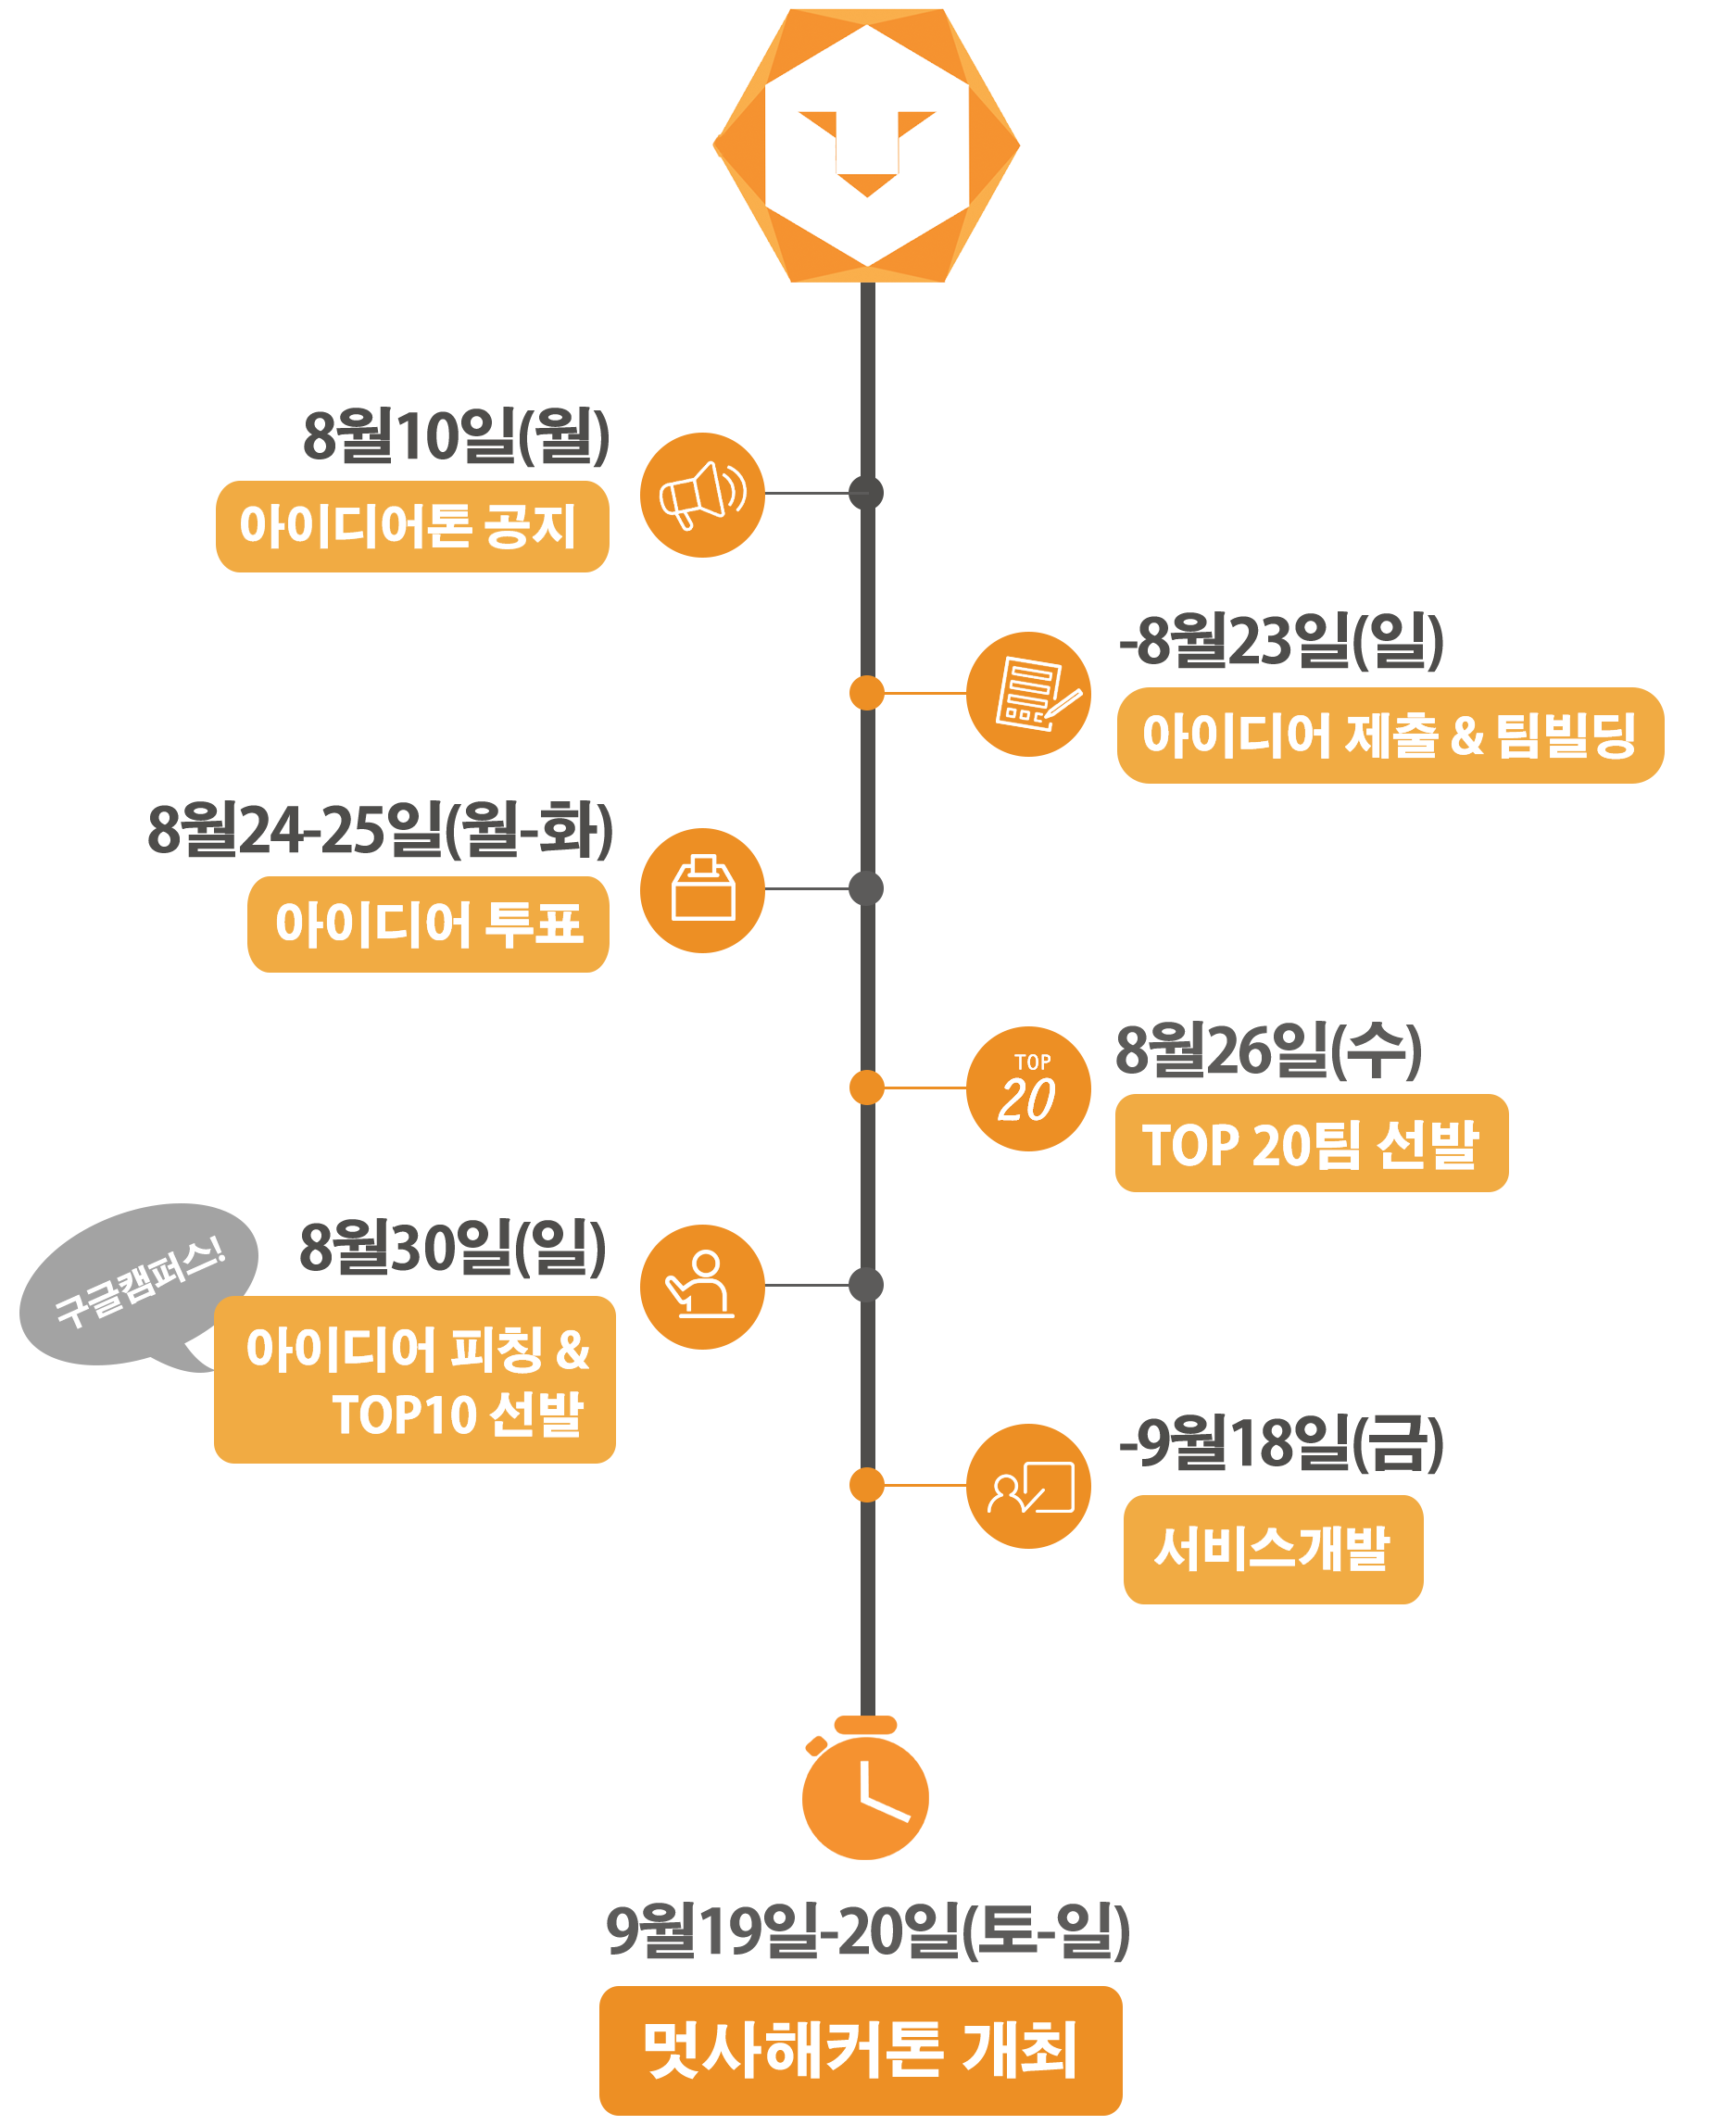 8월10일(월)
아이디어톤 공지
-8월23일(일)
아이디어 제출 & 팀빌딩
8월24-25일(월-화)
아이디어 투표
TOP
20
8월26일(수)
TOP 20팀 선발
구글캠퍼스!
8월30일(일)
아이디어 피칭 &
TOP10 선발
-9월18일(금)
서비스개발
9월19일-20일(토-일)
멋사해커톤 개최